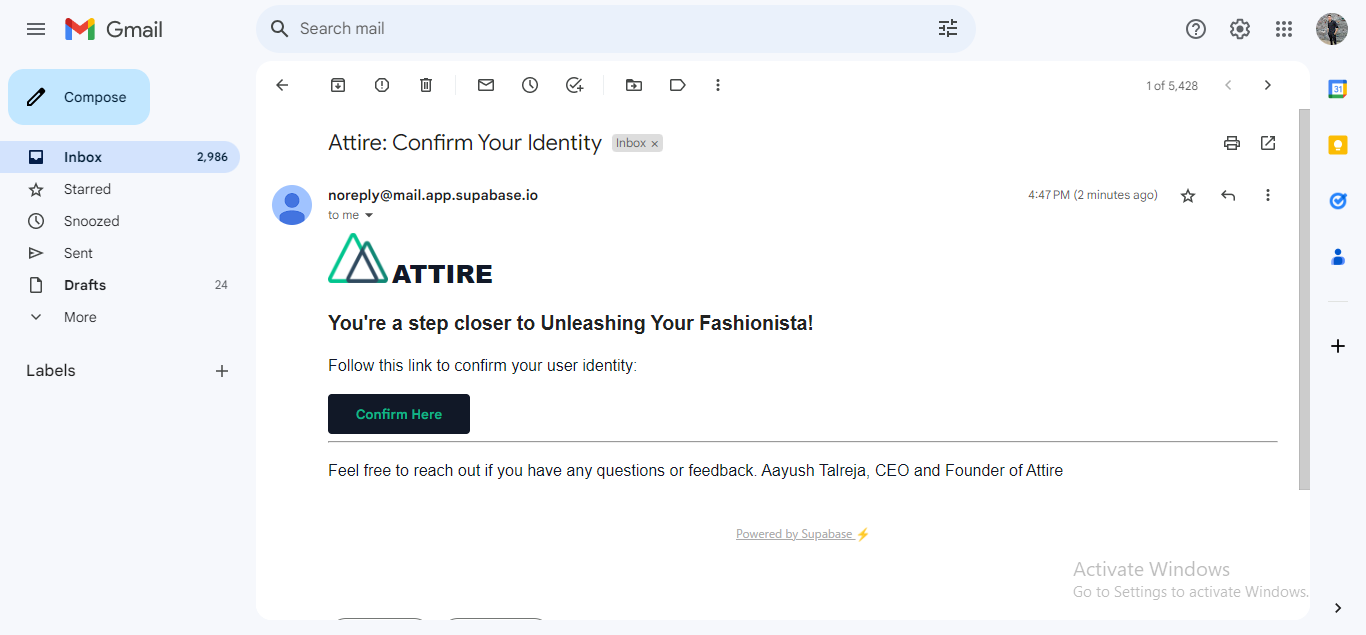 Gmail
Search mail
Compose
1 of 5,428
31
Inbox 2,986
Starred
Snoozed
Sent
Drafts 24
More
Labels
Attire: Confirm Your Identity Inbox ×
noreply@mail.app.supabase.io 4:47 PM (2 minutes ago)
to me
ATTIRE
You're a step closer to Unleashing Your Fashionista!
Follow this link to confirm your user identity:
Confirm Here
Feel free to reach out if you have any questions or feedback. Aayush Talreja, CEO and Founder of Attire
Powered by Supabase ⚡
Activate Windows
Go to Settings to activate Windows.